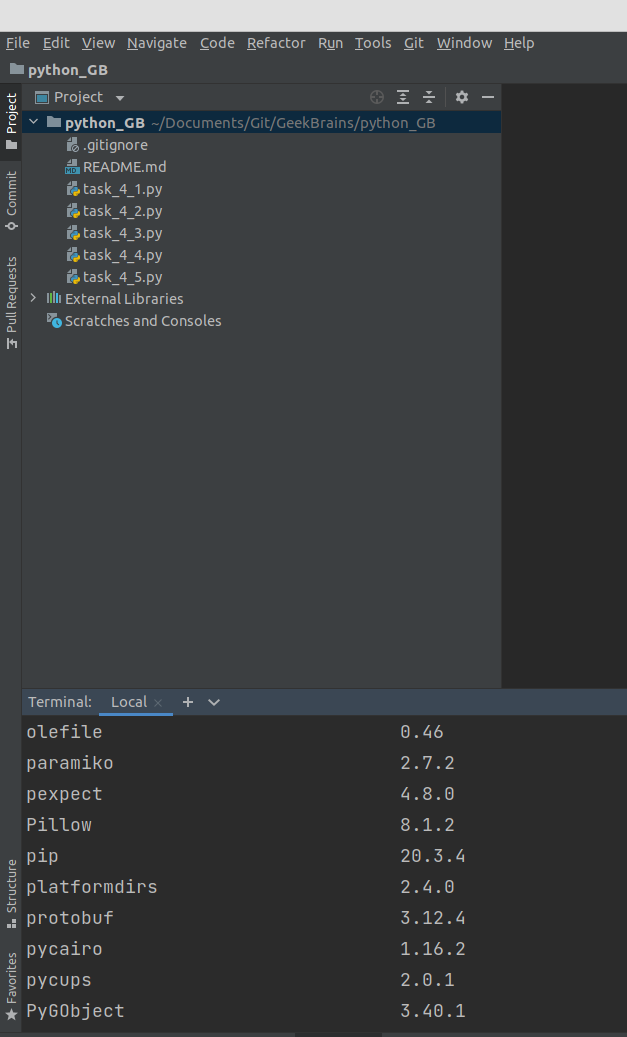 File Edit View Navigate Code Refactor Run Tools Git Window Help
python_GB
Project
Project
python_GB ~/Documents/Git/GeekBrains/python_GB
.gitignore
README.md
task_4_1.py
task_4_2.py
task_4_3.py
task_4_4.py
task_4_5.py
External Libraries
Scratches and Consoles
Commit
Pull Requests
Terminal: Local
olefile 0.46
paramiko 2.7.2
pexpect 4.8.0
Pillow 8.1.2
pip 20.3.4
platformdirs 2.4.0
protobuf 3.12.4
pycairo 1.16.2
pycups 2.0.1
PyGObject 3.40.1
Structure
Favorites